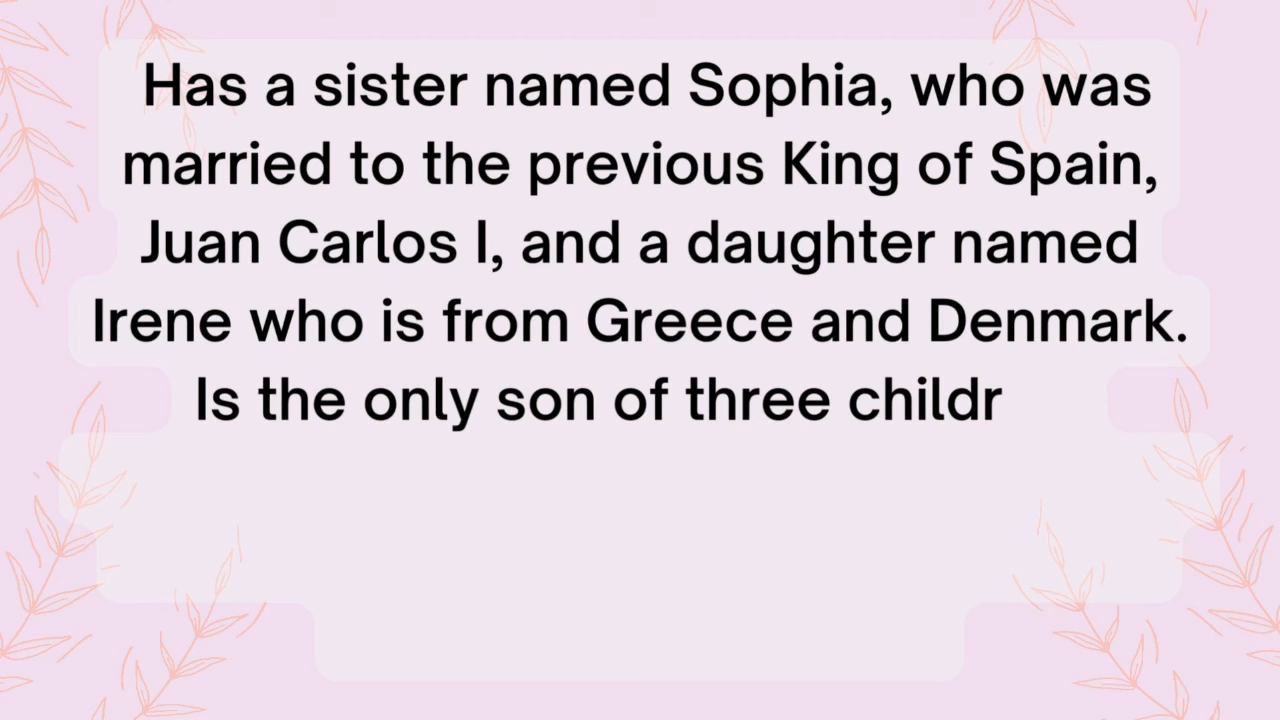 Has a sister named Sophia, who was
married to the previous King of Spain,
Juan Carlos I, and a daughter named
Irene who is from Greece and Denmark.
Is the only son of three childr